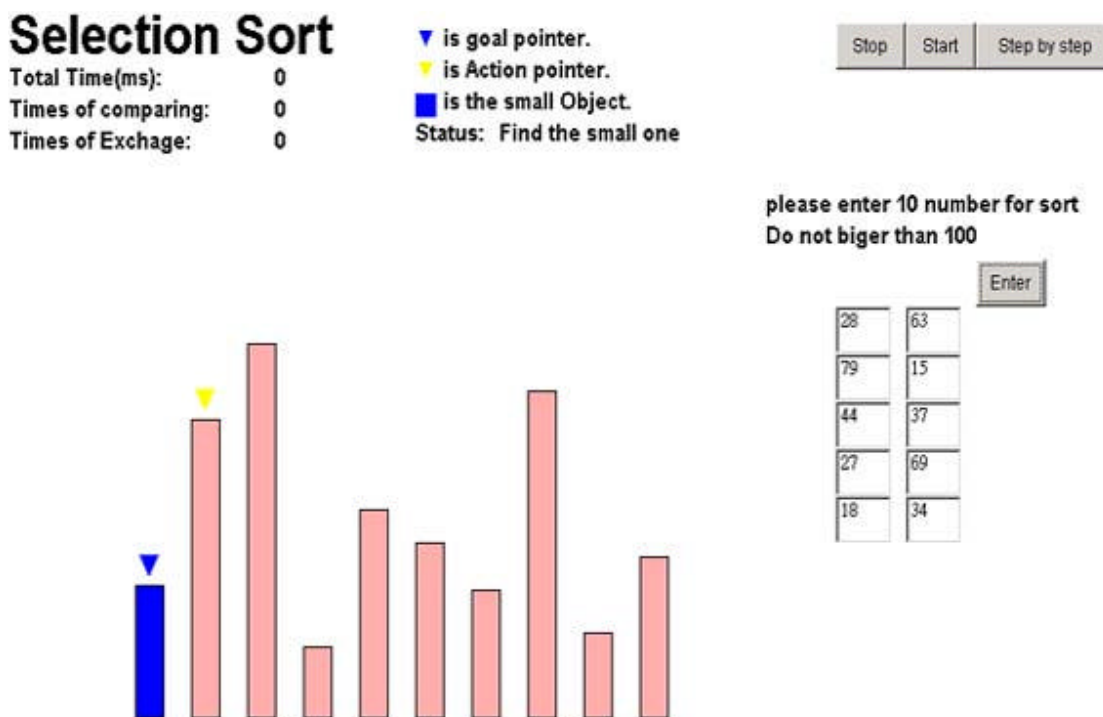 Selection Sort
Total Time(ms): 0
Times of comparing: 0
Times of Exchage: 0
is goal pointer.
is Action pointer.
is the small Object.
Status: Find the small one
Stop Start Step by step
please enter 10 number for sort
Do not biger than 100
Enter
28 63
79 15
44 37
27 69
18 34